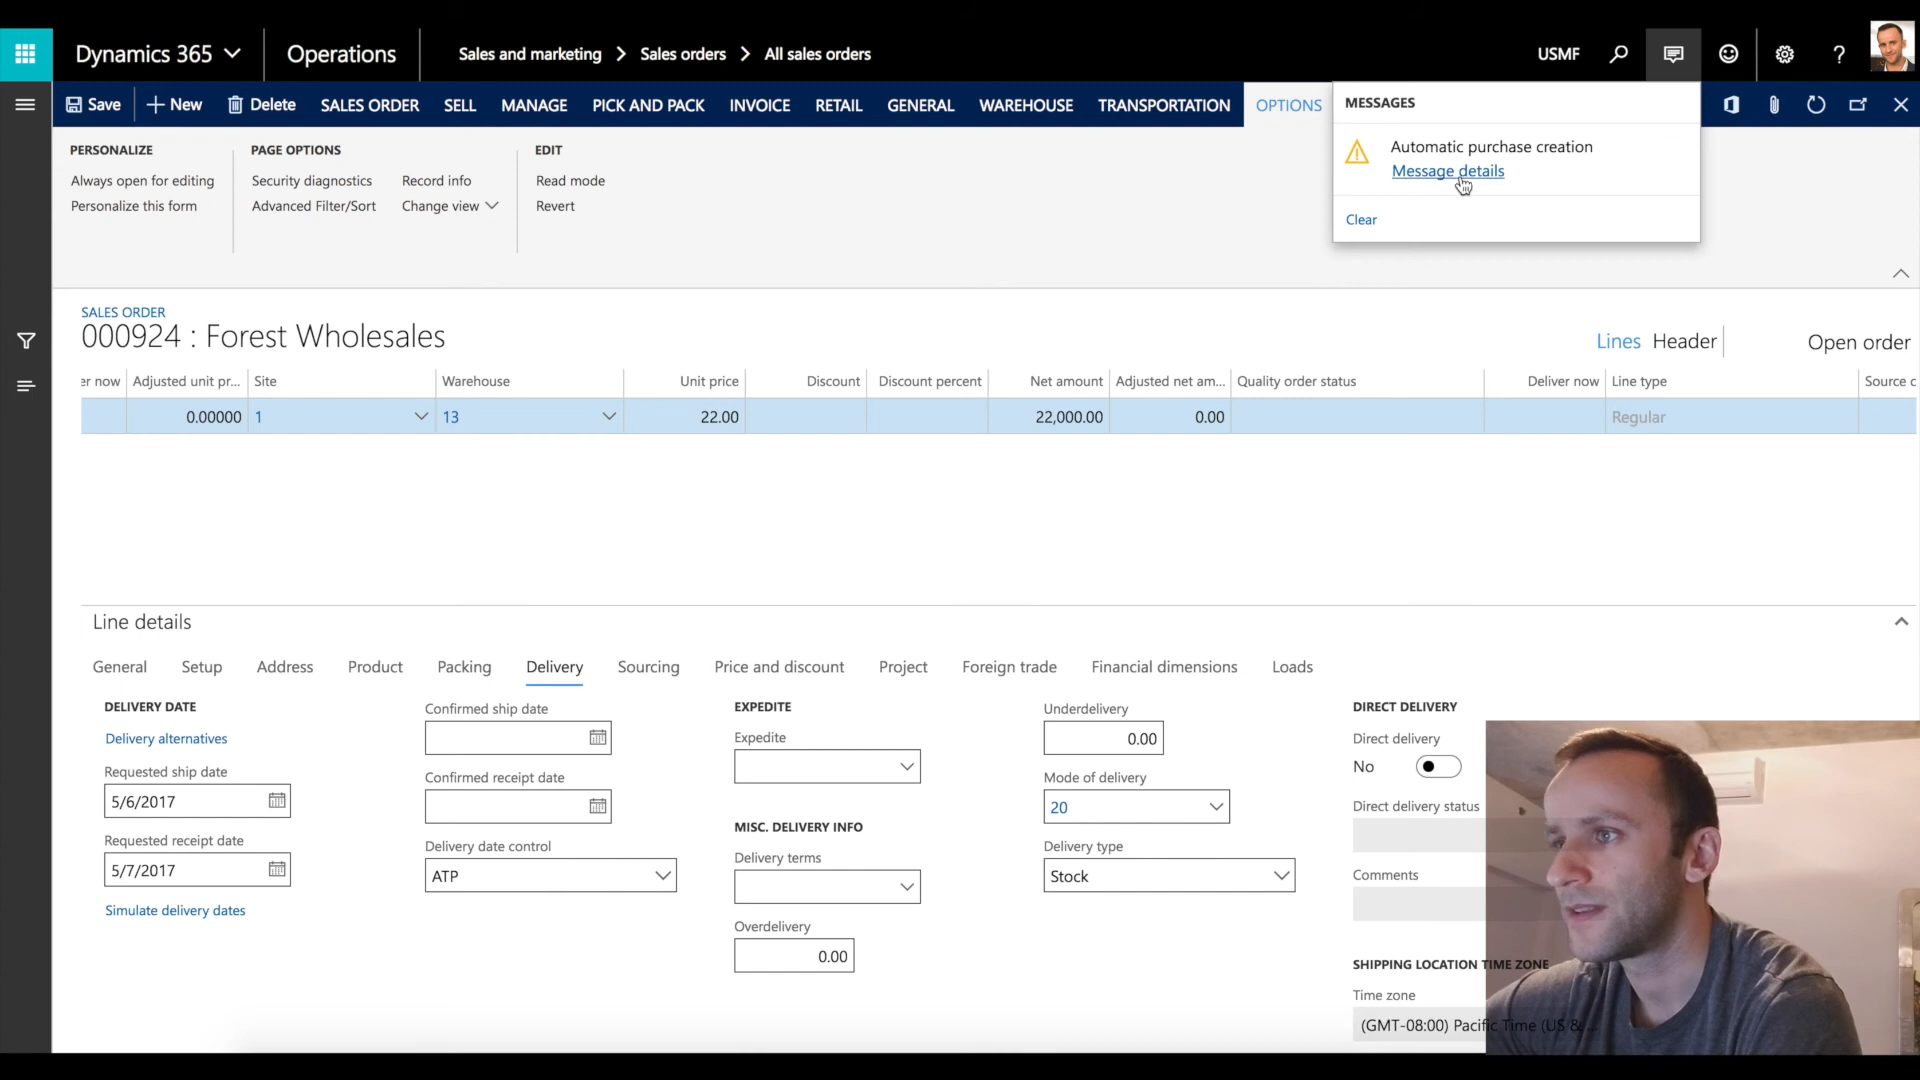 Dynamics 365
Operations
Sales and marketing > Sales orders > All sales orders
USMF
?
Save
New
Delete
SALES ORDER
SELL
MANAGE
PICK AND PACK
INVOICE
RETAIL
GENERAL
WAREHOUSE
TRANSPORTATION
OPTIONS
MESSAGES
Automatic purchase creation
Message details
Clear
PERSONALIZE
Always open for editing
Personalize this form
PAGE OPTIONS
Security diagnostics
Advanced Filter/Sort
Record info
Change view
EDIT
Read mode
Revert
SALES ORDER
000924 : Forest Wholesales
Lines Header
Open order
er now Adjusted unit pr... Site Warehouse Unit price Discount Discount percent Net amount Adjusted net am... Quality order status Deliver now Line type Source c
0.00000 1 13 22.00 22,000.00 0.00 Regular
Line details
General Setup Address Product Packing Delivery Sourcing Price and discount Project Foreign trade Financial dimensions Loads
DELIVERY DATE
Delivery alternatives
Requested ship date
5/6/2017
Requested receipt date
5/7/2017
Simulate delivery dates
Confirmed ship date
Confirmed receipt date
Delivery date control
ATP
EXPEDITE
Expedite
MISC. DELIVERY INFO
Delivery terms
Overdelivery
0.00
Underdelivery
0.00
Mode of delivery
20
Delivery type
Stock
DIRECT DELIVERY
Direct delivery
No
Direct delivery status
Comments
SHIPPING LOCATION TIME ZONE
Time zone
(GMT-08:00) Pacific Time (US & ...